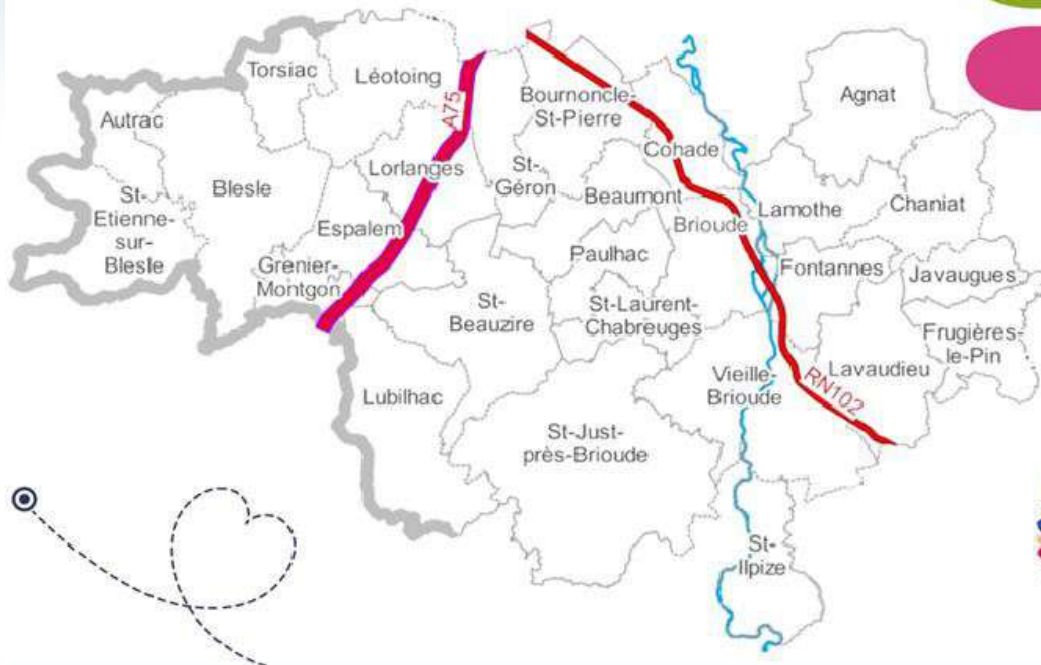 Torsiac
Léotoing
A75
Autrac
Bournoncle-
St-Pierre
Agnat
Cohade
Lorlanges
St-
Géron
Beaumont
Blesle
St-
Etienne-
sur-
Blesle
Brioude
Lamothe
Chaniat
Espalem
Paulhac
Fontannes
Javaugues
Grenier-
Montgon
St-
Beauzire
St-Laurent-
Chabreuges
Frugières-
le-Pin
Lavaudieu
Vieille-
Brioude
RN102
Lubilhac
St-Just-
près-Brioude
St-
Ilpize